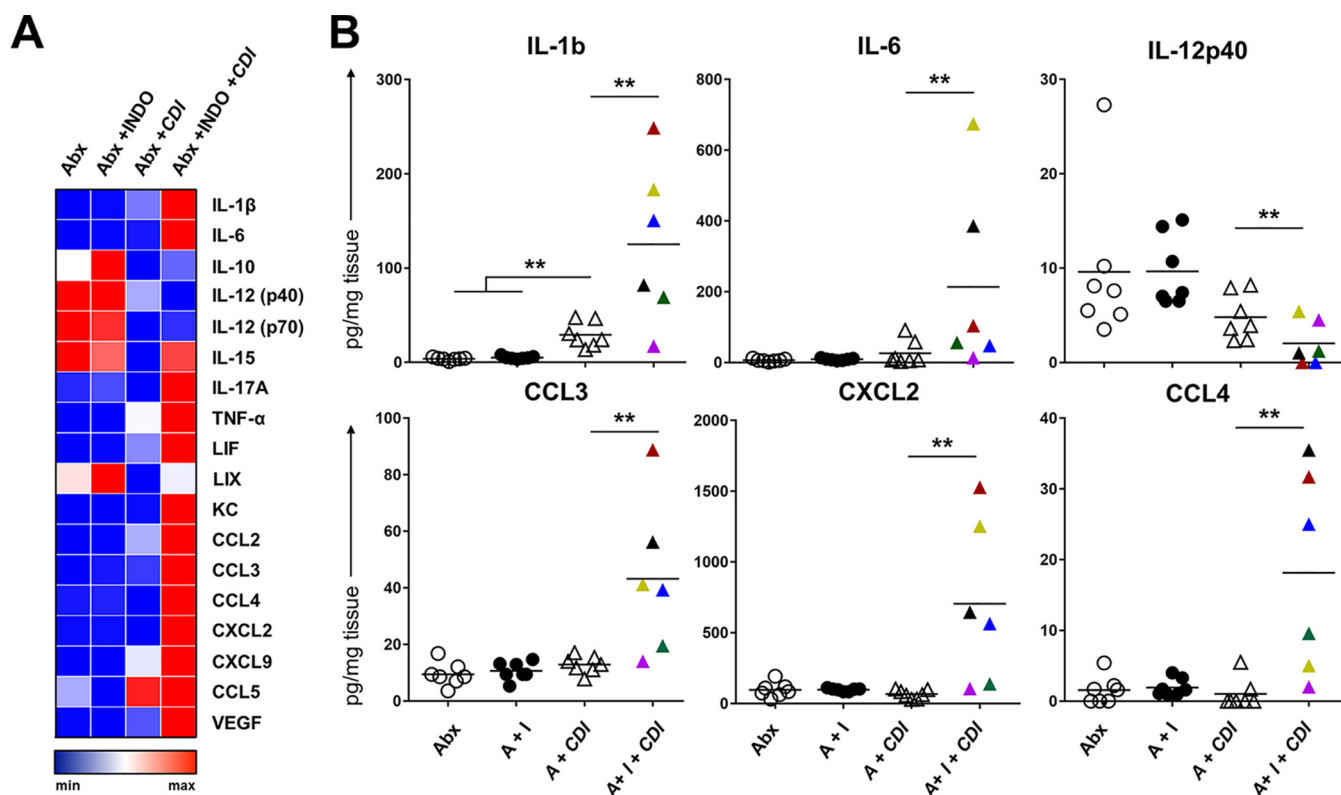 A
Abx
Abx +INDO
Abx +CDI
Abx +INDO +CDI
IL-1β
IL-6
IL-10
IL-12 (p40)
IL-12 (p70)
IL-15
IL-17A
TNF-α
LIF
LIX
KC
CCL2
CCL3
CCL4
CXCL2
CXCL9
CCL5
VEGF
min
max
B
IL-1b
pg/mg tissue
300
200
100
0
**
**
IL-6
800
600
400
200
0
**
IL-12p40
30
20
10
0
**
CCL3
pg/mg tissue
100
80
60
40
20
0
**
Abx
A + I
A + CDI
A+ I + CDI
CXCL2
2000
1500
1000
500
0
**
Abx
A + I
A + CDI
A+ I + CDI
CCL4
40
30
20
10
0
**
Abx
A + I
A + CDI
A+ I + CDI